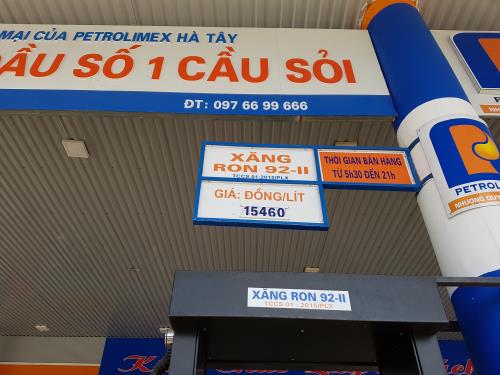 MẠI CỦA PETROLIMEX HÀ TÂY
DẦU SỐ 1 CẦU SỎI
ĐT: 097 66 99 666
XĂNG
RON 92-II
TCCS 01-2015/PLX
THỜI GIAN BÁN HÀNG
TỪ 5h30 ĐẾN 21h
GIÁ: ĐỒNG/LÍT
15460
PETROLIMEX
XĂNG RON 92-II
TCCS 01 - 2015/PLX